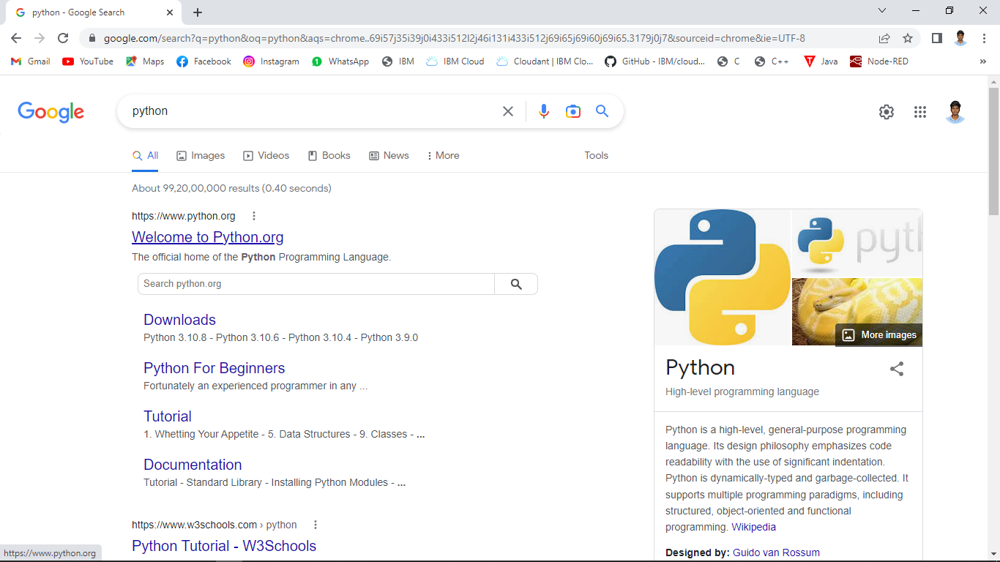 python - Google Search
google.com/search?q=python&oq=python&aqs=chrome..69i57j35i39j0i433i512l2j46i131i433i512j69i65j69i60j69i65.3179j0j7&sourceid=chrome&ie=UTF-8
Gmail YouTube Maps Facebook Instagram WhatsApp IBM IBM Cloud Cloudant | IBM Clo... GitHub - IBM/cloud... C C++ Java Node-RED »
Google python
All Images Videos Books News More Tools
About 99,20,00,000 results (0.40 seconds)
https://www.python.org
Welcome to Python.org
The official home of the Python Programming Language.
Search python.org
Downloads
Python 3.10.8 - Python 3.10.6 - Python 3.10.4 - Python 3.9.0
Python For Beginners
Fortunately an experienced programmer in any ...
Tutorial
1. Whetting Your Appetite - 5. Data Structures - 9. Classes - ...
Documentation
Tutorial - Standard Library - Installing Python Modules - ...
https://www.w3schools.com › python
Python Tutorial - W3Schools
https://www.python.org
pyth
More images
Python
High-level programming language
Python is a high-level, general-purpose programming
language. Its design philosophy emphasizes code
readability with the use of significant indentation.
Python is dynamically-typed and garbage-collected. It
supports multiple programming paradigms, including
structured, object-oriented and functional
programming. Wikipedia
Designed by: Guido van Rossum